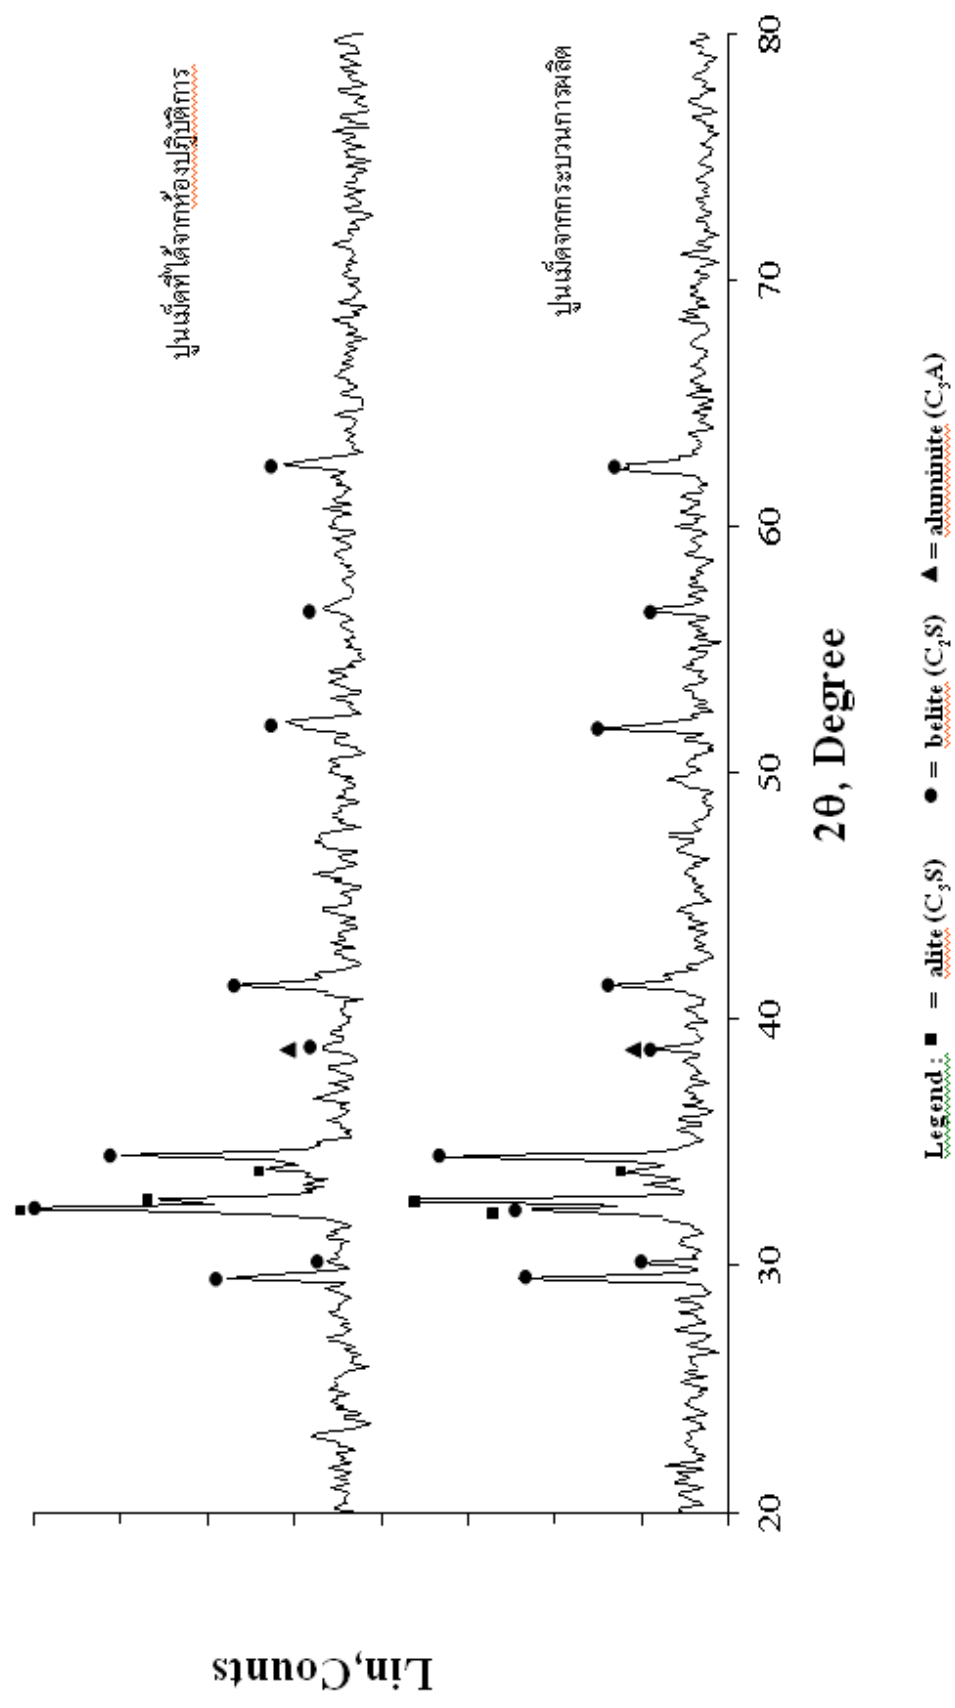 ปูนเม็ดที่ได้จากห้องปฏิบัติการ
ปูนเม็ดจากกระบวนการผลิต
Lin,Counts
20 30 40 50 60 70 80
2θ, Degree
Legend : ■ = alite (C₃S) ● = belite (C₂S) ▲ = aluminite (C₃A)